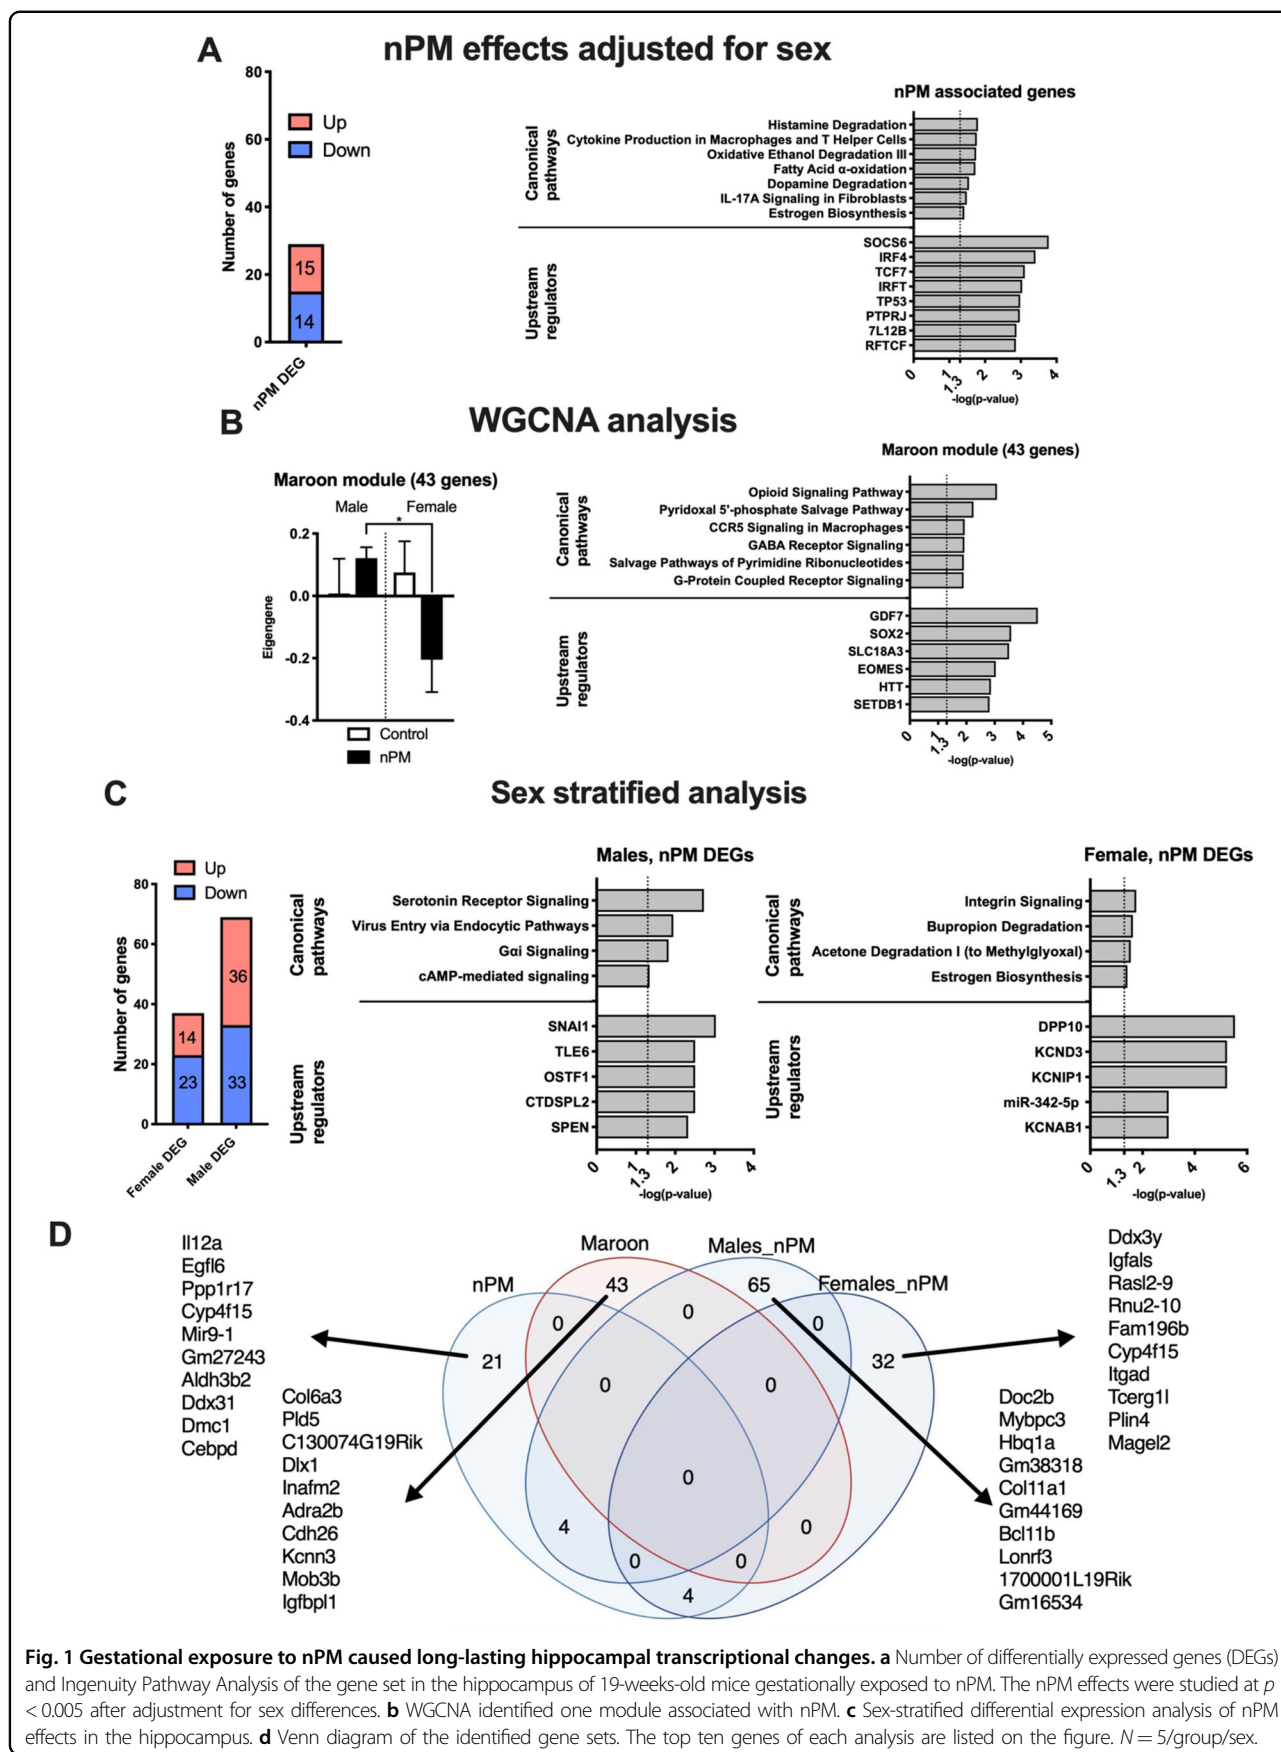 A
nPM effects adjusted for sex
80
60
40
20
0
Number of genes
Up
Down
15
14
nPM DEG
nPM associated genes
Canonical pathways
Histamine Degradation
Cytokine Production in Macrophages and T Helper Cells
Oxidative Ethanol Degradation III
Fatty Acid α-oxidation
Dopamine Degradation
IL-17A Signaling in Fibroblasts
Estrogen Biosynthesis
Upstream regulators
SOCS6
IRF4
TCF7
IRFT
TP53
PTPRJ
7L12B
RFTCF
0 1 1.3 2 3 4
-log(p-value)
B
WGCNA analysis
Maroon module (43 genes)
Male Female
*
0.2
0.0
-0.2
-0.4
Eigengene
Control
nPM
Maroon module (43 genes)
Canonical pathways
Opioid Signaling Pathway
Pyridoxal 5'-phosphate Salvage Pathway
CCR5 Signaling in Macrophages
GABA Receptor Signaling
Salvage Pathways of Pyrimidine Ribonucleotides
G-Protein Coupled Receptor Signaling
Upstream regulators
GDF7
SOX2
SLC18A3
EOMES
HTT
SETDB1
0 1 1.3 2 3 4 5
-log(p-value)
C
Sex stratified analysis
Up
Down
80
60
40
20
0
Number of genes
14
23
36
33
Female DEG
Male DEG
Males, nPM DEGs
Canonical pathways
Serotonin Receptor Signaling
Virus Entry via Endocytic Pathways
Gαi Signaling
cAMP-mediated signaling
Upstream regulators
SNAI1
TLE6
OSTF1
CTDSPL2
SPEN
0 1 1.3 2 3 4
-log(p-value)
Female, nPM DEGs
Canonical pathways
Integrin Signaling
Bupropion Degradation
Acetone Degradation I (to Methylglyoxal)
Estrogen Biosynthesis
Upstream regulators
DPP10
KCND3
KCNIP1
miR-342-5p
KCNAB1
0 1.3 2 4 6
-log(p-value)
D
Il12a
Egfl6
Ppp1r17
Cyp4f15
Mir9-1
Gm27243
Aldh3b2
Ddx31
Dmc1
Cebpd
Col6a3
Pld5
C130074G19Rik
Dlx1
Inafm2
Adra2b
Cdh26
Kcnn3
Mob3b
Igfbpl1
nPM
Maroon
Males_nPM
Females_nPM
43
65
0
0
0
21
32
0
0
0
4
0
0
0
4
Ddx3y
Igfals
Rasl2-9
Rnu2-10
Fam196b
Cyp4f15
Itgad
Tcerg1l
Plin4
Magel2
Doc2b
Mybpc3
Hbq1a
Gm38318
Col11a1
Gm44169
Bcl11b
Lonrf3
1700001L19Rik
Gm16534
Fig. 1 Gestational exposure to nPM caused long-lasting hippocampal transcriptional changes. a Number of differentially expressed genes (DEGs)
and Ingenuity Pathway Analysis of the gene set in the hippocampus of 19-weeks-old mice gestationally exposed to nPM. The nPM effects were studied at p
< 0.005 after adjustment for sex differences. b WGCNA identified one module associated with nPM. c Sex-stratified differential expression analysis of nPM
effects in the hippocampus. d Venn diagram of the identified gene sets. The top ten genes of each analysis are listed on the figure. N = 5/group/sex.